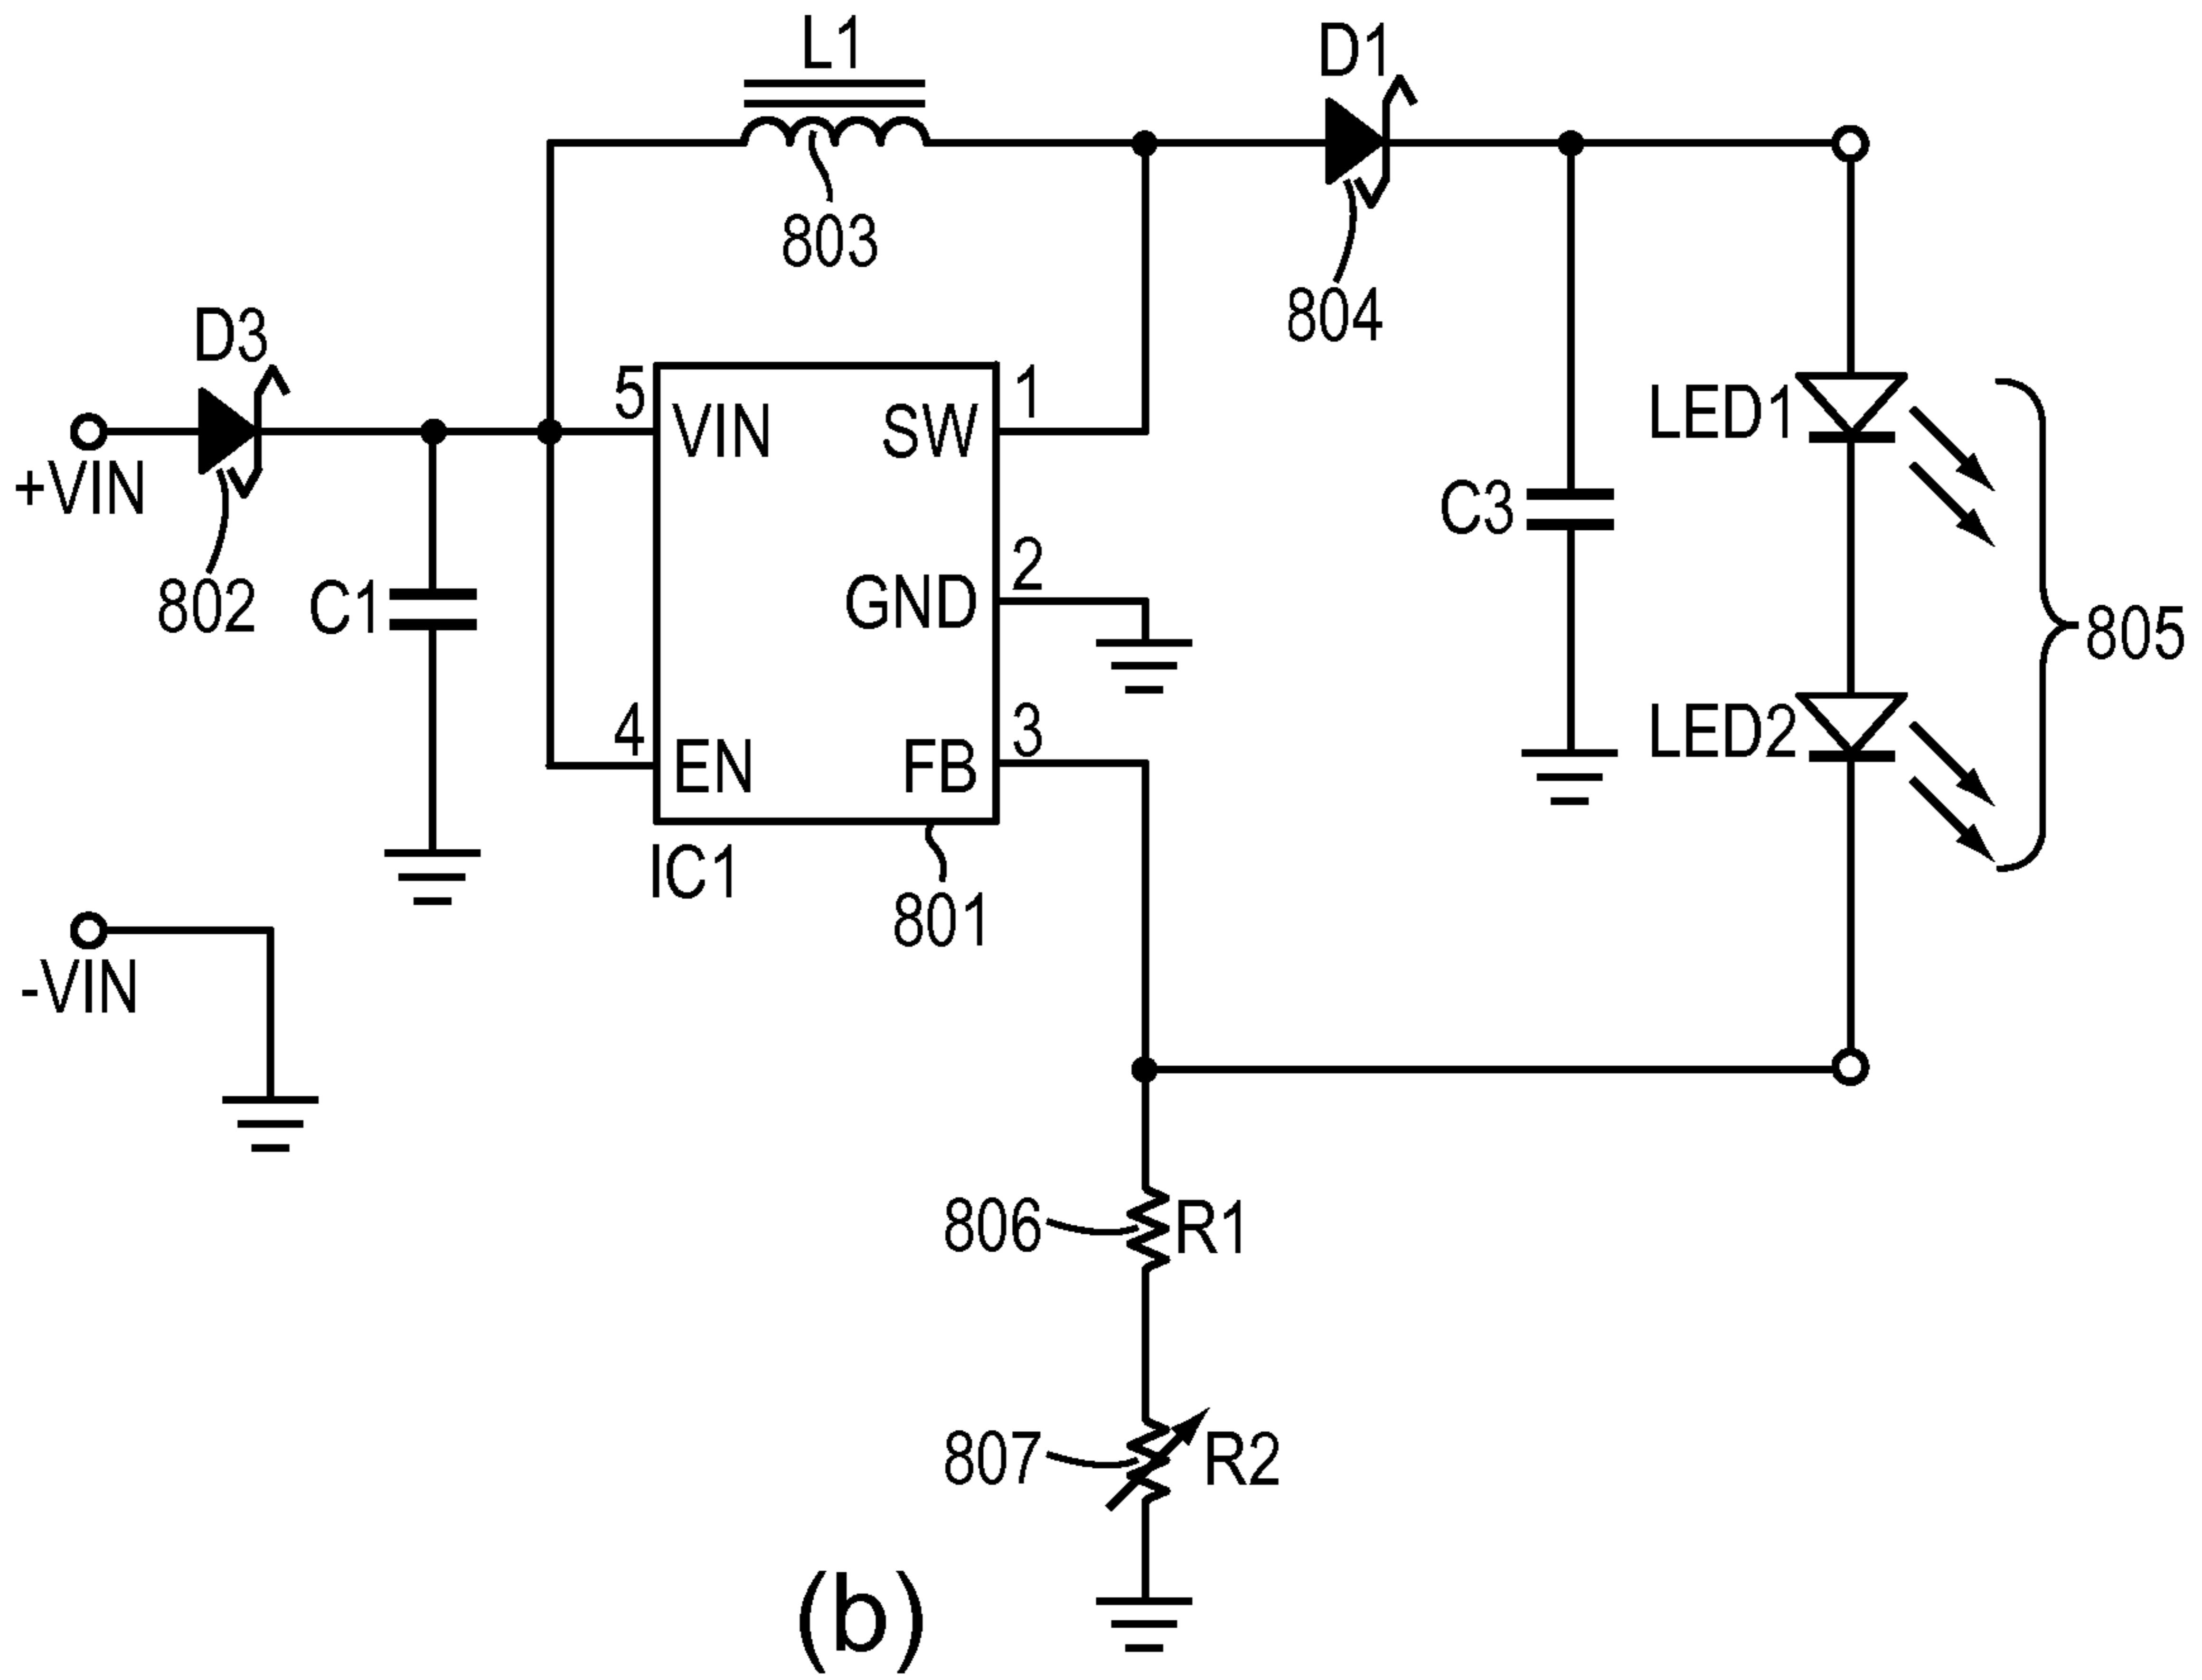 L1
D1
803
804
D3
5
1
VIN
SW
+VIN
LED1
C3
2
GND
802
C1
805
4
3
LED2
EN
FB
IC1
801
-VIN
806
R1
807
R2
(b)